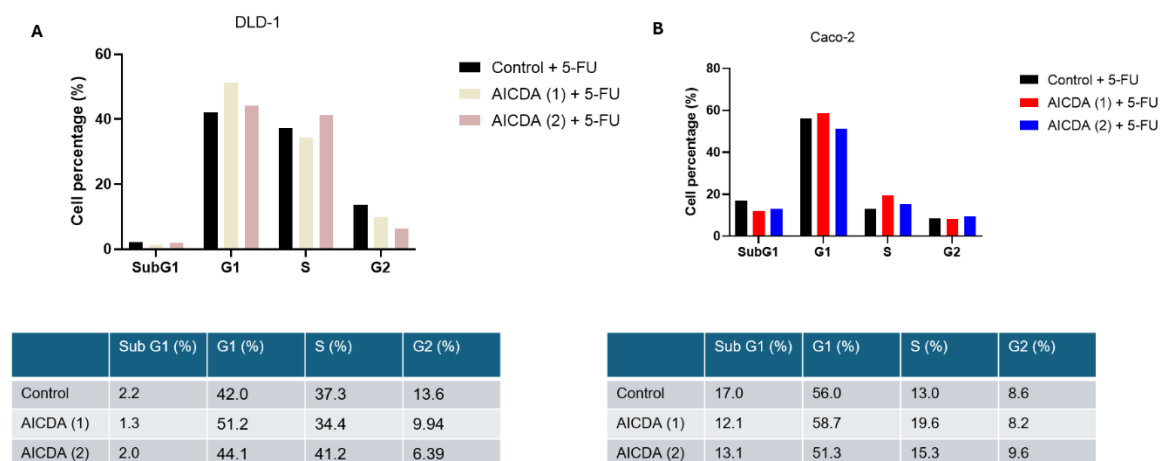 A
DLD-1
Cell percentage (%)
60
40
20
0
SubG1 G1 S G2
Control + 5-FU
AICDA (1) + 5-FU
AICDA (2) + 5-FU
B
Caco-2
Cell percentage (%)
80
60
40
20
0
SubG1 G1 S G2
Control + 5-FU
AICDA (1) + 5-FU
AICDA (2) + 5-FU
Sub G1 (%) G1 (%) S (%) G2 (%)
Control 2.2 42.0 37.3 13.6
AICDA (1) 1.3 51.2 34.4 9.94
AICDA (2) 2.0 44.1 41.2 6.39
Sub G1 (%) G1 (%) S (%) G2 (%)
Control 17.0 56.0 13.0 8.6
AICDA (1) 12.1 58.7 19.6 8.2
AICDA (2) 13.1 51.3 15.3 9.6